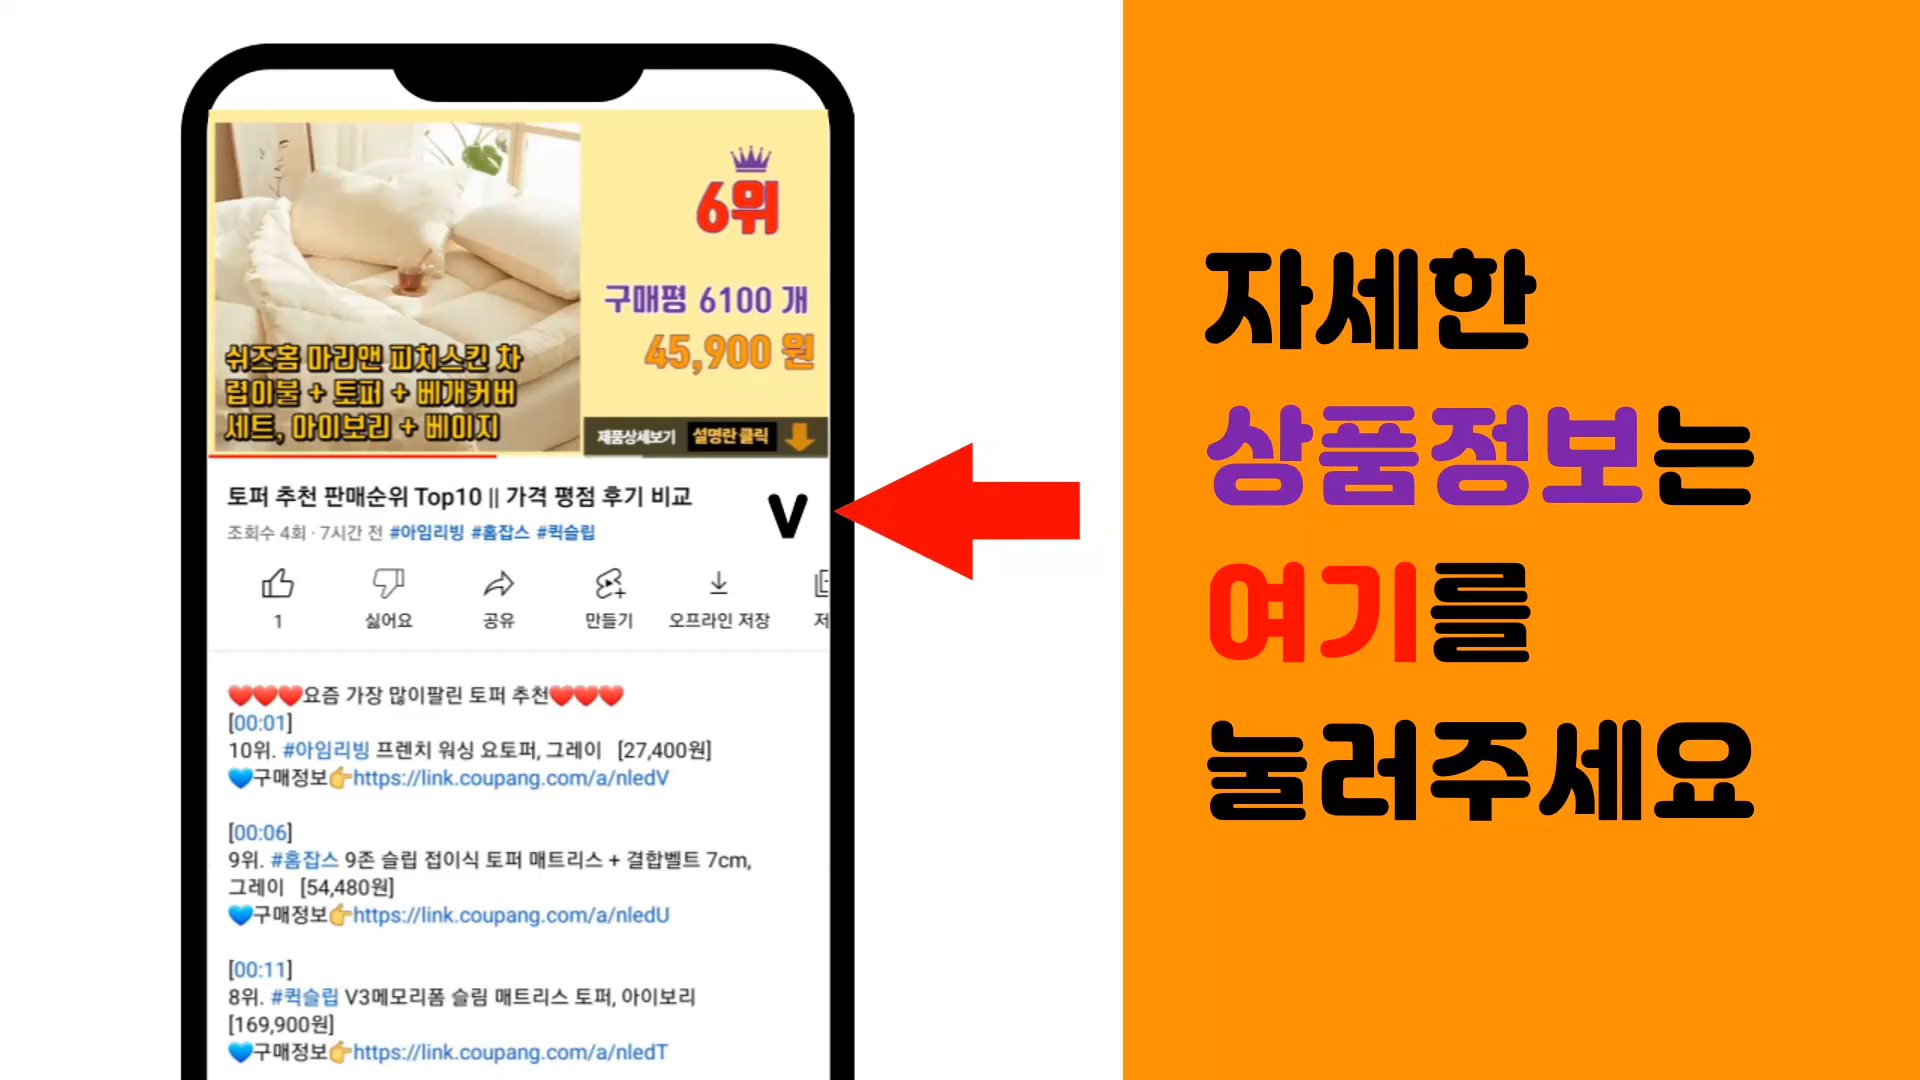 6위
구매평 6100 개
45,900 원
쉬즈홈 마리앤 피치스킨 차
렵이불 + 토퍼 + 베개커버
세트, 아이보리 + 베이지
제품상세보기 설명란 클릭
토퍼 추천 판매순위 Top10 || 가격 평점 후기 비교
V
조회수 4회 · 7시간 전 #아임리빙 #홈잡스 #퀵슬립
1 싫어요 공유 만들기 오프라인 저장 저
❤️❤️❤️요즘 가장 많이팔린 토퍼 추천❤️❤️❤️
[00:01]
10위. #아임리빙 프렌치 워싱 요토퍼, 그레이 [27,400원]
💙구매정보👉https://link.coupang.com/a/nledV
[00:06]
9위. #홈잡스 9존 슬립 접이식 토퍼 매트리스 + 결합벨트 7cm,
그레이 [54,480원]
💙구매정보👉https://link.coupang.com/a/nledU
[00:11]
8위. #퀵슬립 V3메모리폼 슬림 매트리스 토퍼, 아이보리
[169,900원]
💙구매정보👉https://link.coupang.com/a/nledT
자세한
상품정보는
여기를
눌러주세요